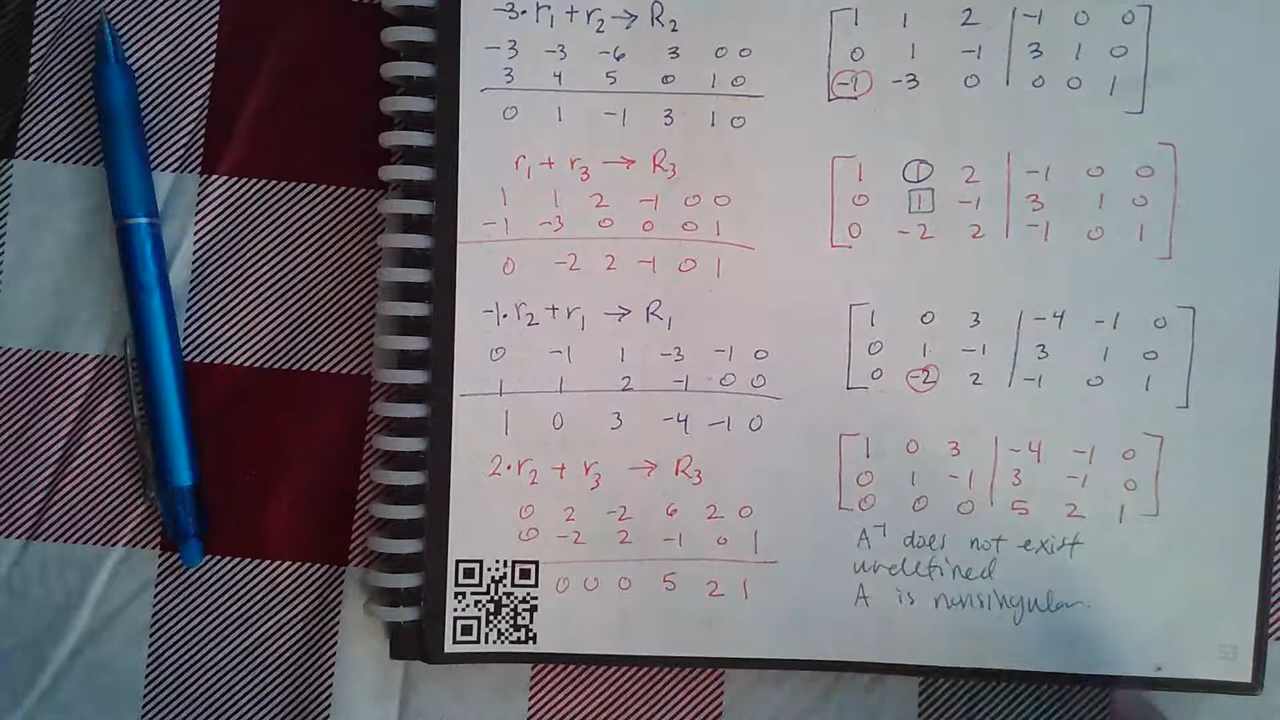 -3·r₁ + r₂ → R₂
-3 -3 -6 3 0 0
3 4 5 0 1 0
0 1 -1 3 1 0
r₁ + r₃ → R₃
1 1 2 -1 0 0
-1 -3 0 0 0 1
0 -2 2 -1 0 1
-1·r₂ + r₁ → R₁
0 -1 1 -3 -1 0
1 1 2 -1 0 0
1 0 3 -4 -1 0
2·r₂ + r₃ → R₃
0 2 -2 6 2 0
0 -2 2 -1 0 1
0 0 0 5 2 1
1 1 2 | -1 0 0
0 1 -1 | 3 1 0
-1 -3 0 | 0 0 1
1 1 2 | -1 0 0
0 1 -1 | 3 1 0
0 -2 2 | -1 0 1
1 0 3 | -4 -1 0
0 1 -1 | 3 1 0
0 -2 2 | -1 0 1
1 0 3 | -4 -1 0
0 1 -1 | 3 -1 0
0 0 0 | 5 2 1
A⁻¹ does not exist
undefined
A is nonsingular.
53